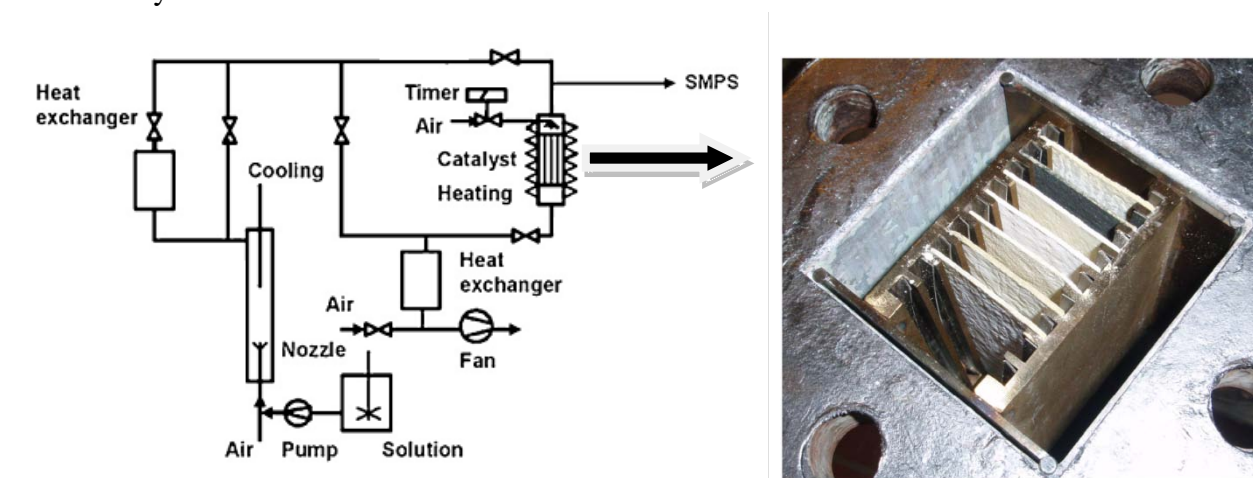 Heat
exchanger
Timer
SMPS
Air
Catalyst
Cooling
Heating
Heat
exchanger
Air
Nozzle
Fan
Air
Pump
Solution